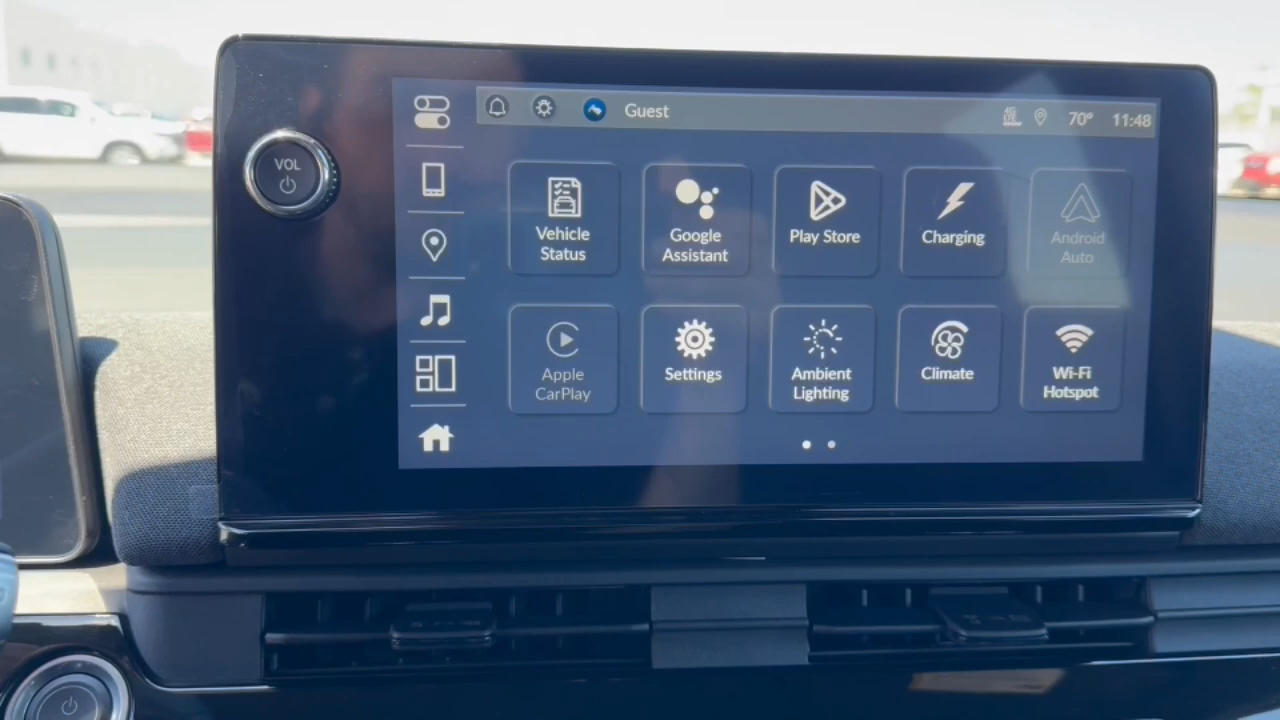 VOL
Guest
70° 11:48
Vehicle
Status
Google
Assistant
Play Store
Charging
Android
Auto
Apple
CarPlay
Settings
Ambient
Lighting
Climate
Wi-Fi
Hotspot